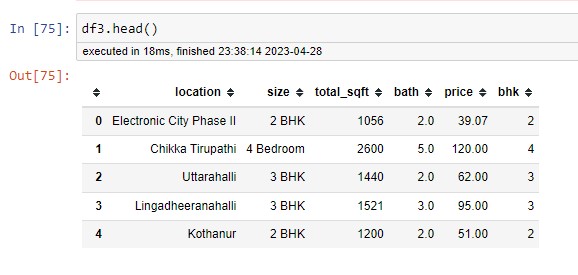 In [75]: df3.head()
executed in 18ms, finished 23:38:14 2023-04-28
Out[75]:
location size total_sqft bath price bhk
0 Electronic City Phase II 2 BHK 1056 2.0 39.07 2
1 Chikka Tirupathi 4 Bedroom 2600 5.0 120.00 4
2 Uttarahalli 3 BHK 1440 2.0 62.00 3
3 Lingadheeranahalli 3 BHK 1521 3.0 95.00 3
4 Kothanur 2 BHK 1200 2.0 51.00 2